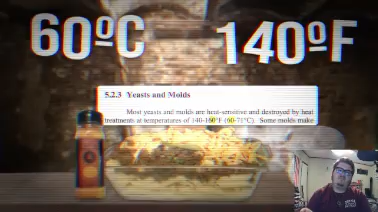 60ºC 140ºF
5.2.3 Yeasts and Molds
Most yeasts and molds are heat-sensitive and destroyed by heat
treatments at temperatures of 140-160°F (60-71°C). Some molds make